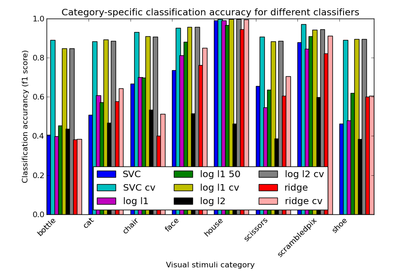 Category-specific classification accuracy for different classifiers
Classification accurancy (f1 score)
1.0
0.8
0.6
0.4
0.2
0.0
SVC
SVC cv
log l1
log l1 50
log l1 cv
log l2
log l2 cv
ridge
ridge cv
bottle
cat
chair
face
house
scissors
scrambledpix
shoe
Visual stimuli category